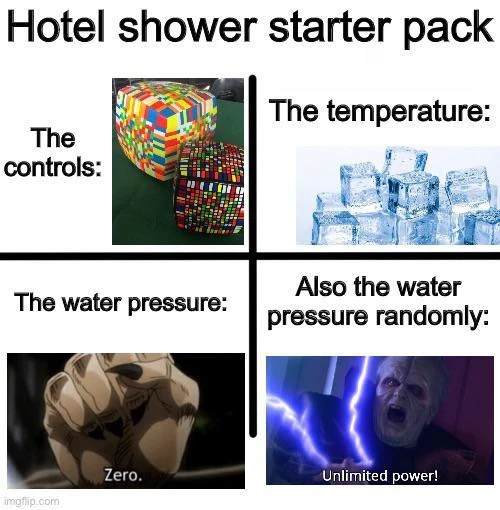 Hotel shower starter pack
The
controls:
The temperature:
The water pressure:
Also the water
pressure randomly:
Zero.
Unlimited power!
imgflip.com